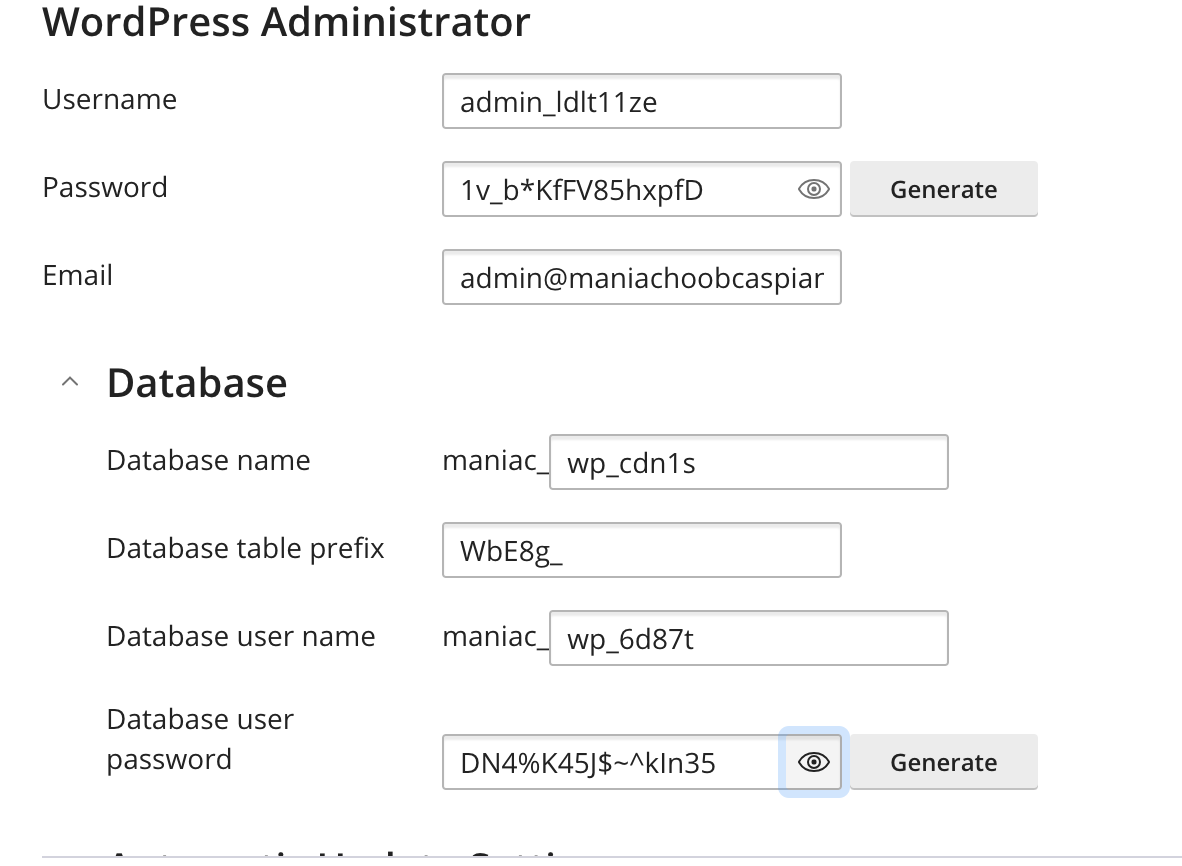 WordPress Administrator
Username
admin_ldlt11ze
Password
1v_b*KfFV85hxpfD
Generate
Email
admin@maniachoobcaspiar
Database
Database name
maniac_
wp_cdn1s
Database table prefix
WbE8g_
Database user name
maniac_
wp_6d87t
Database user
password
DN4%K45J$~^kIn35
Generate